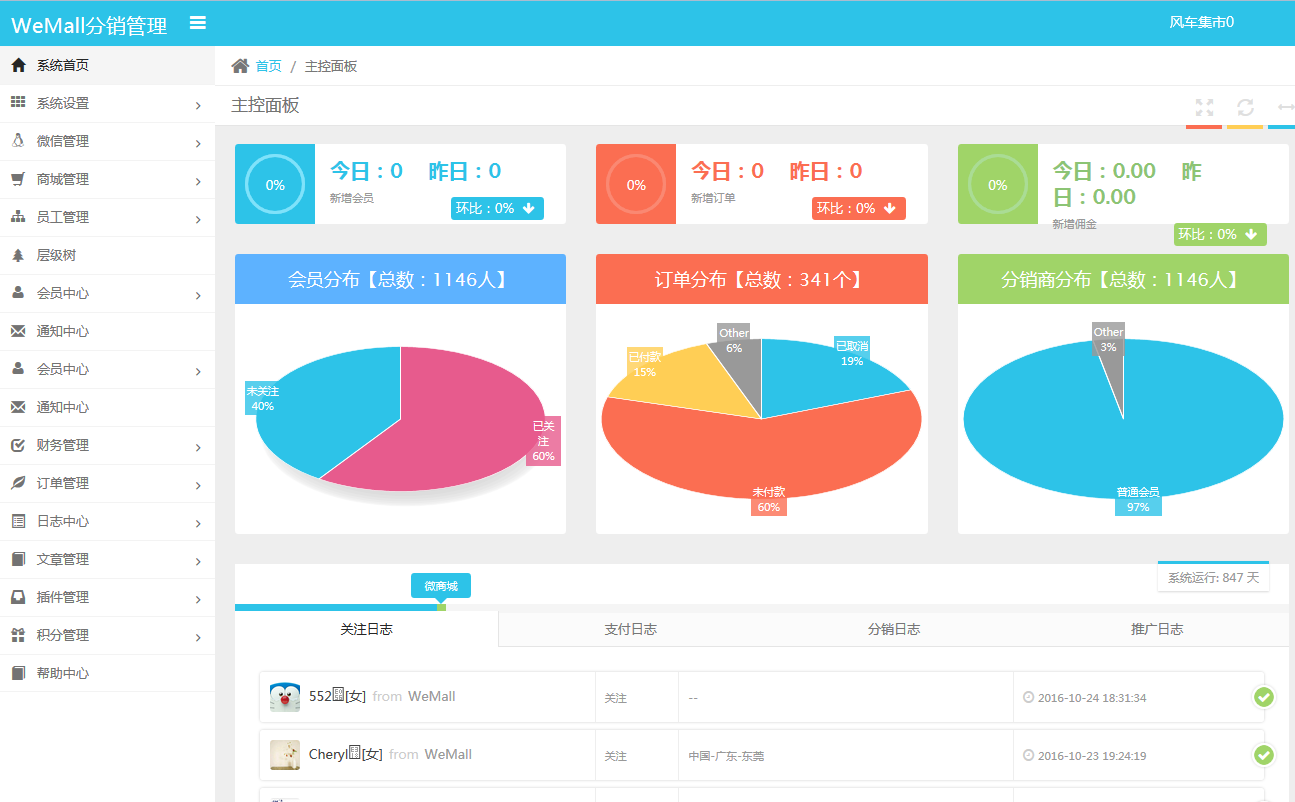 WeMall分销管理
风车集市0
系统首页
系统设置
微信管理
商城管理
员工管理
层级树
会员中心
通知中心
会员中心
通知中心
财务管理
订单管理
日志中心
文章管理
插件管理
积分管理
帮助中心
首页 / 主控面板
主控面板
0%
今日：0 昨日：0
新增会员
环比：0%
0%
今日：0 昨日：0
新增订单
环比：0%
0%
今日：0.00 昨
日：0.00
新增佣金
环比：0%
会员分布【总数：1146人】
未关注
40%
已关
注
60%
订单分布【总数：341个】
Other
6%
已取消
19%
已付款
15%
未付款
60%
分销商分布【总数：1146人】
Other
3%
普通会员
97%
系统运行: 847 天
微商城
关注日志
支付日志
分销日志
推广日志
552[女] from WeMall
关注
--
2016-10-24 18:31:34
Cheryl[女] from WeMall
关注
中国-广东-东莞
2016-10-23 19:24:19